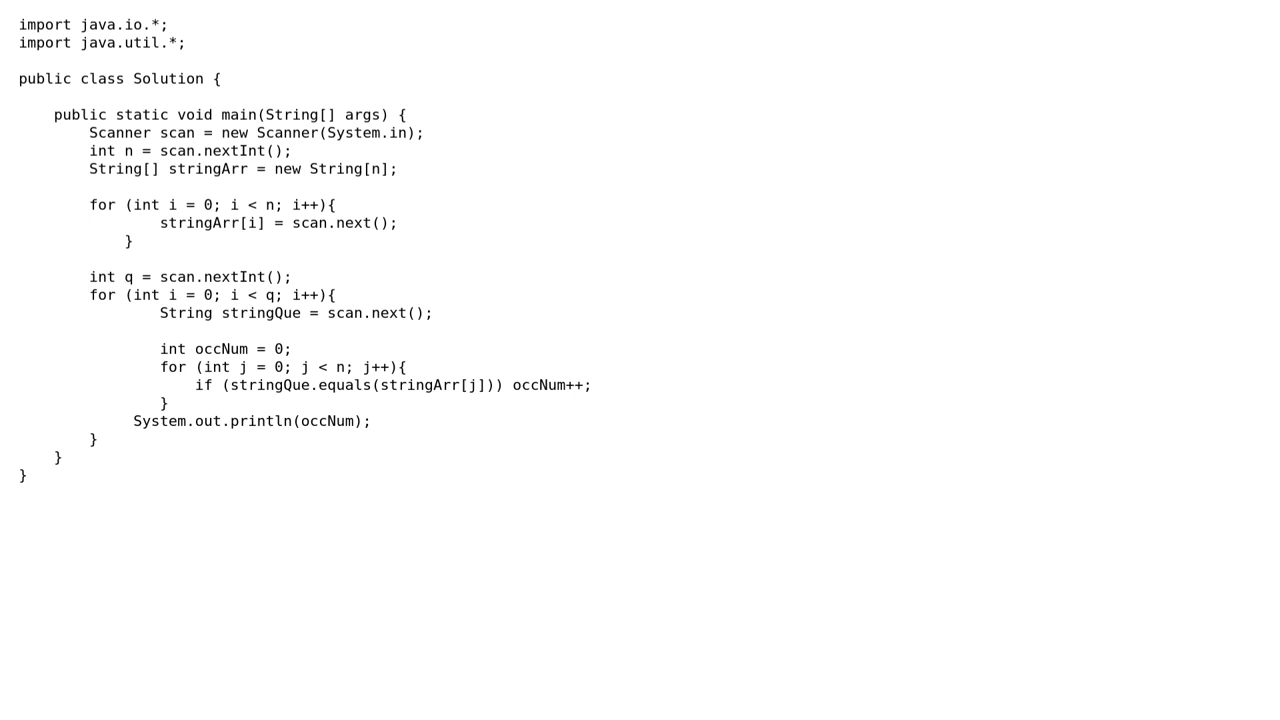 import java.io.*;
import java.util.*;

public class Solution {

    public static void main(String[] args) {
        Scanner scan = new Scanner(System.in);
        int n = scan.nextInt();
        String[] stringArr = new String[n];

        for (int i = 0; i < n; i++){
                stringArr[i] = scan.next();
            }

        int q = scan.nextInt();
        for (int i = 0; i < q; i++){
                String stringQue = scan.next();

                int occNum = 0;
                for (int j = 0; j < n; j++){
                    if (stringQue.equals(stringArr[j])) occNum++;
                }
             System.out.println(occNum);
        }
    }
}